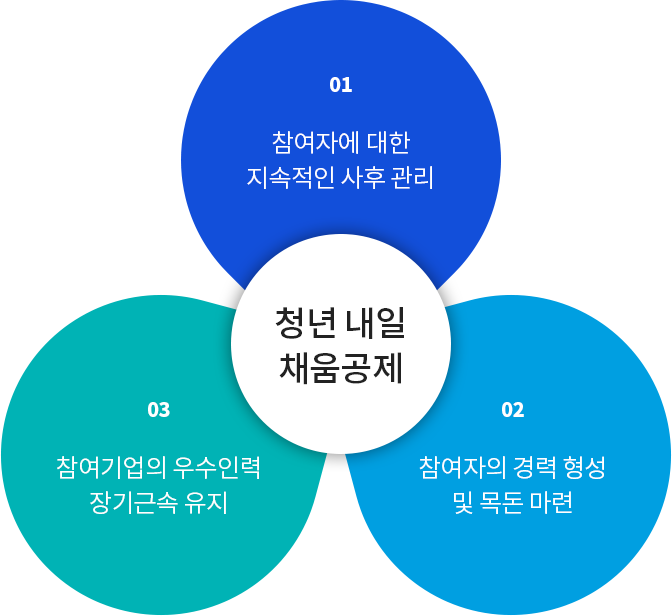 01
참여자에 대한
지속적인 사후 관리
청년 내일
채움공제
03
참여기업의 우수인력
장기근속 유지
02
참여자의 경력 형성
및 목돈 마련